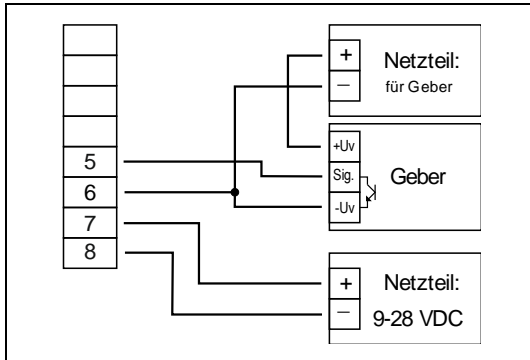 + Netzteil:
− für Geber
+Uv
5 Sig. Geber
6 -Uv
7
8
+ Netzteil:
− 9-28 VDC